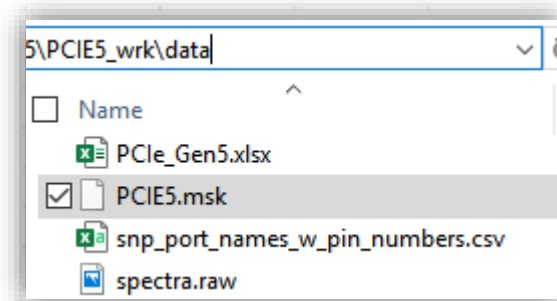 5\PCIE5_wrk\data
Name
PCIe_Gen5.xlsx
PCIE5.msk
snp_port_names_w_pin_numbers.csv
spectra.raw